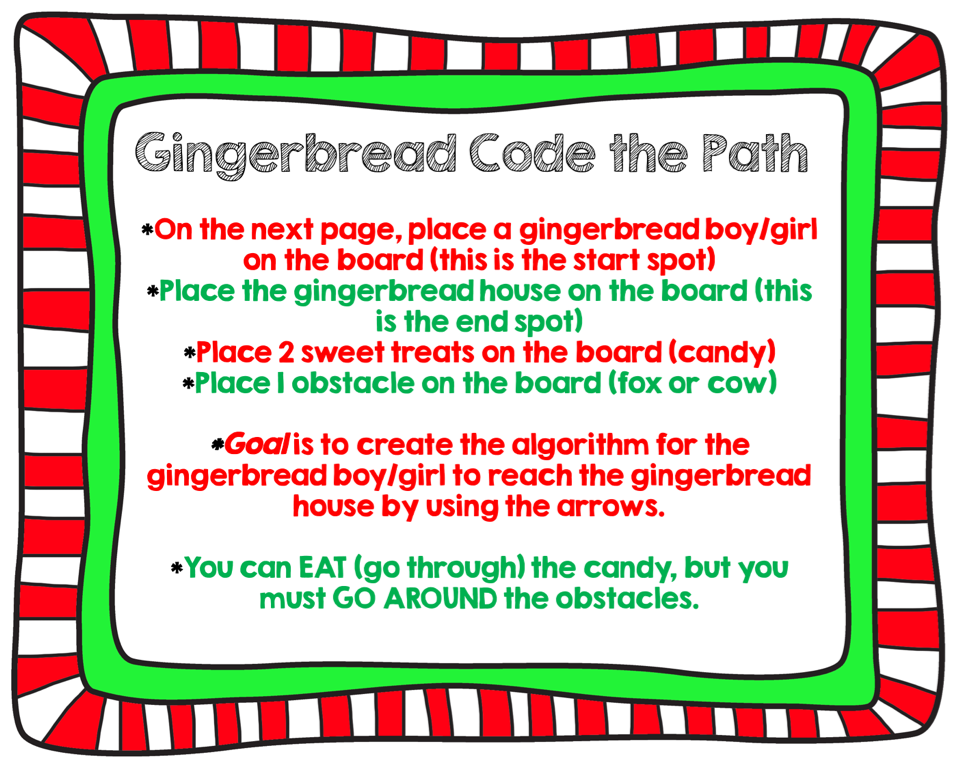 Gingerbread Code the Path
*On the next page, place a gingerbread boy/girl
on the board (this is the start spot)
*Place the gingerbread house on the board (this
is the end spot)
*Place 2 sweet treats on the board (candy)
*Place 1 obstacle on the board (fox or cow)
*Goal is to create the algorithm for the
gingerbread boy/girl to reach the gingerbread
house by using the arrows.
*You can EAT (go through) the candy, but you
must GO AROUND the obstacles.